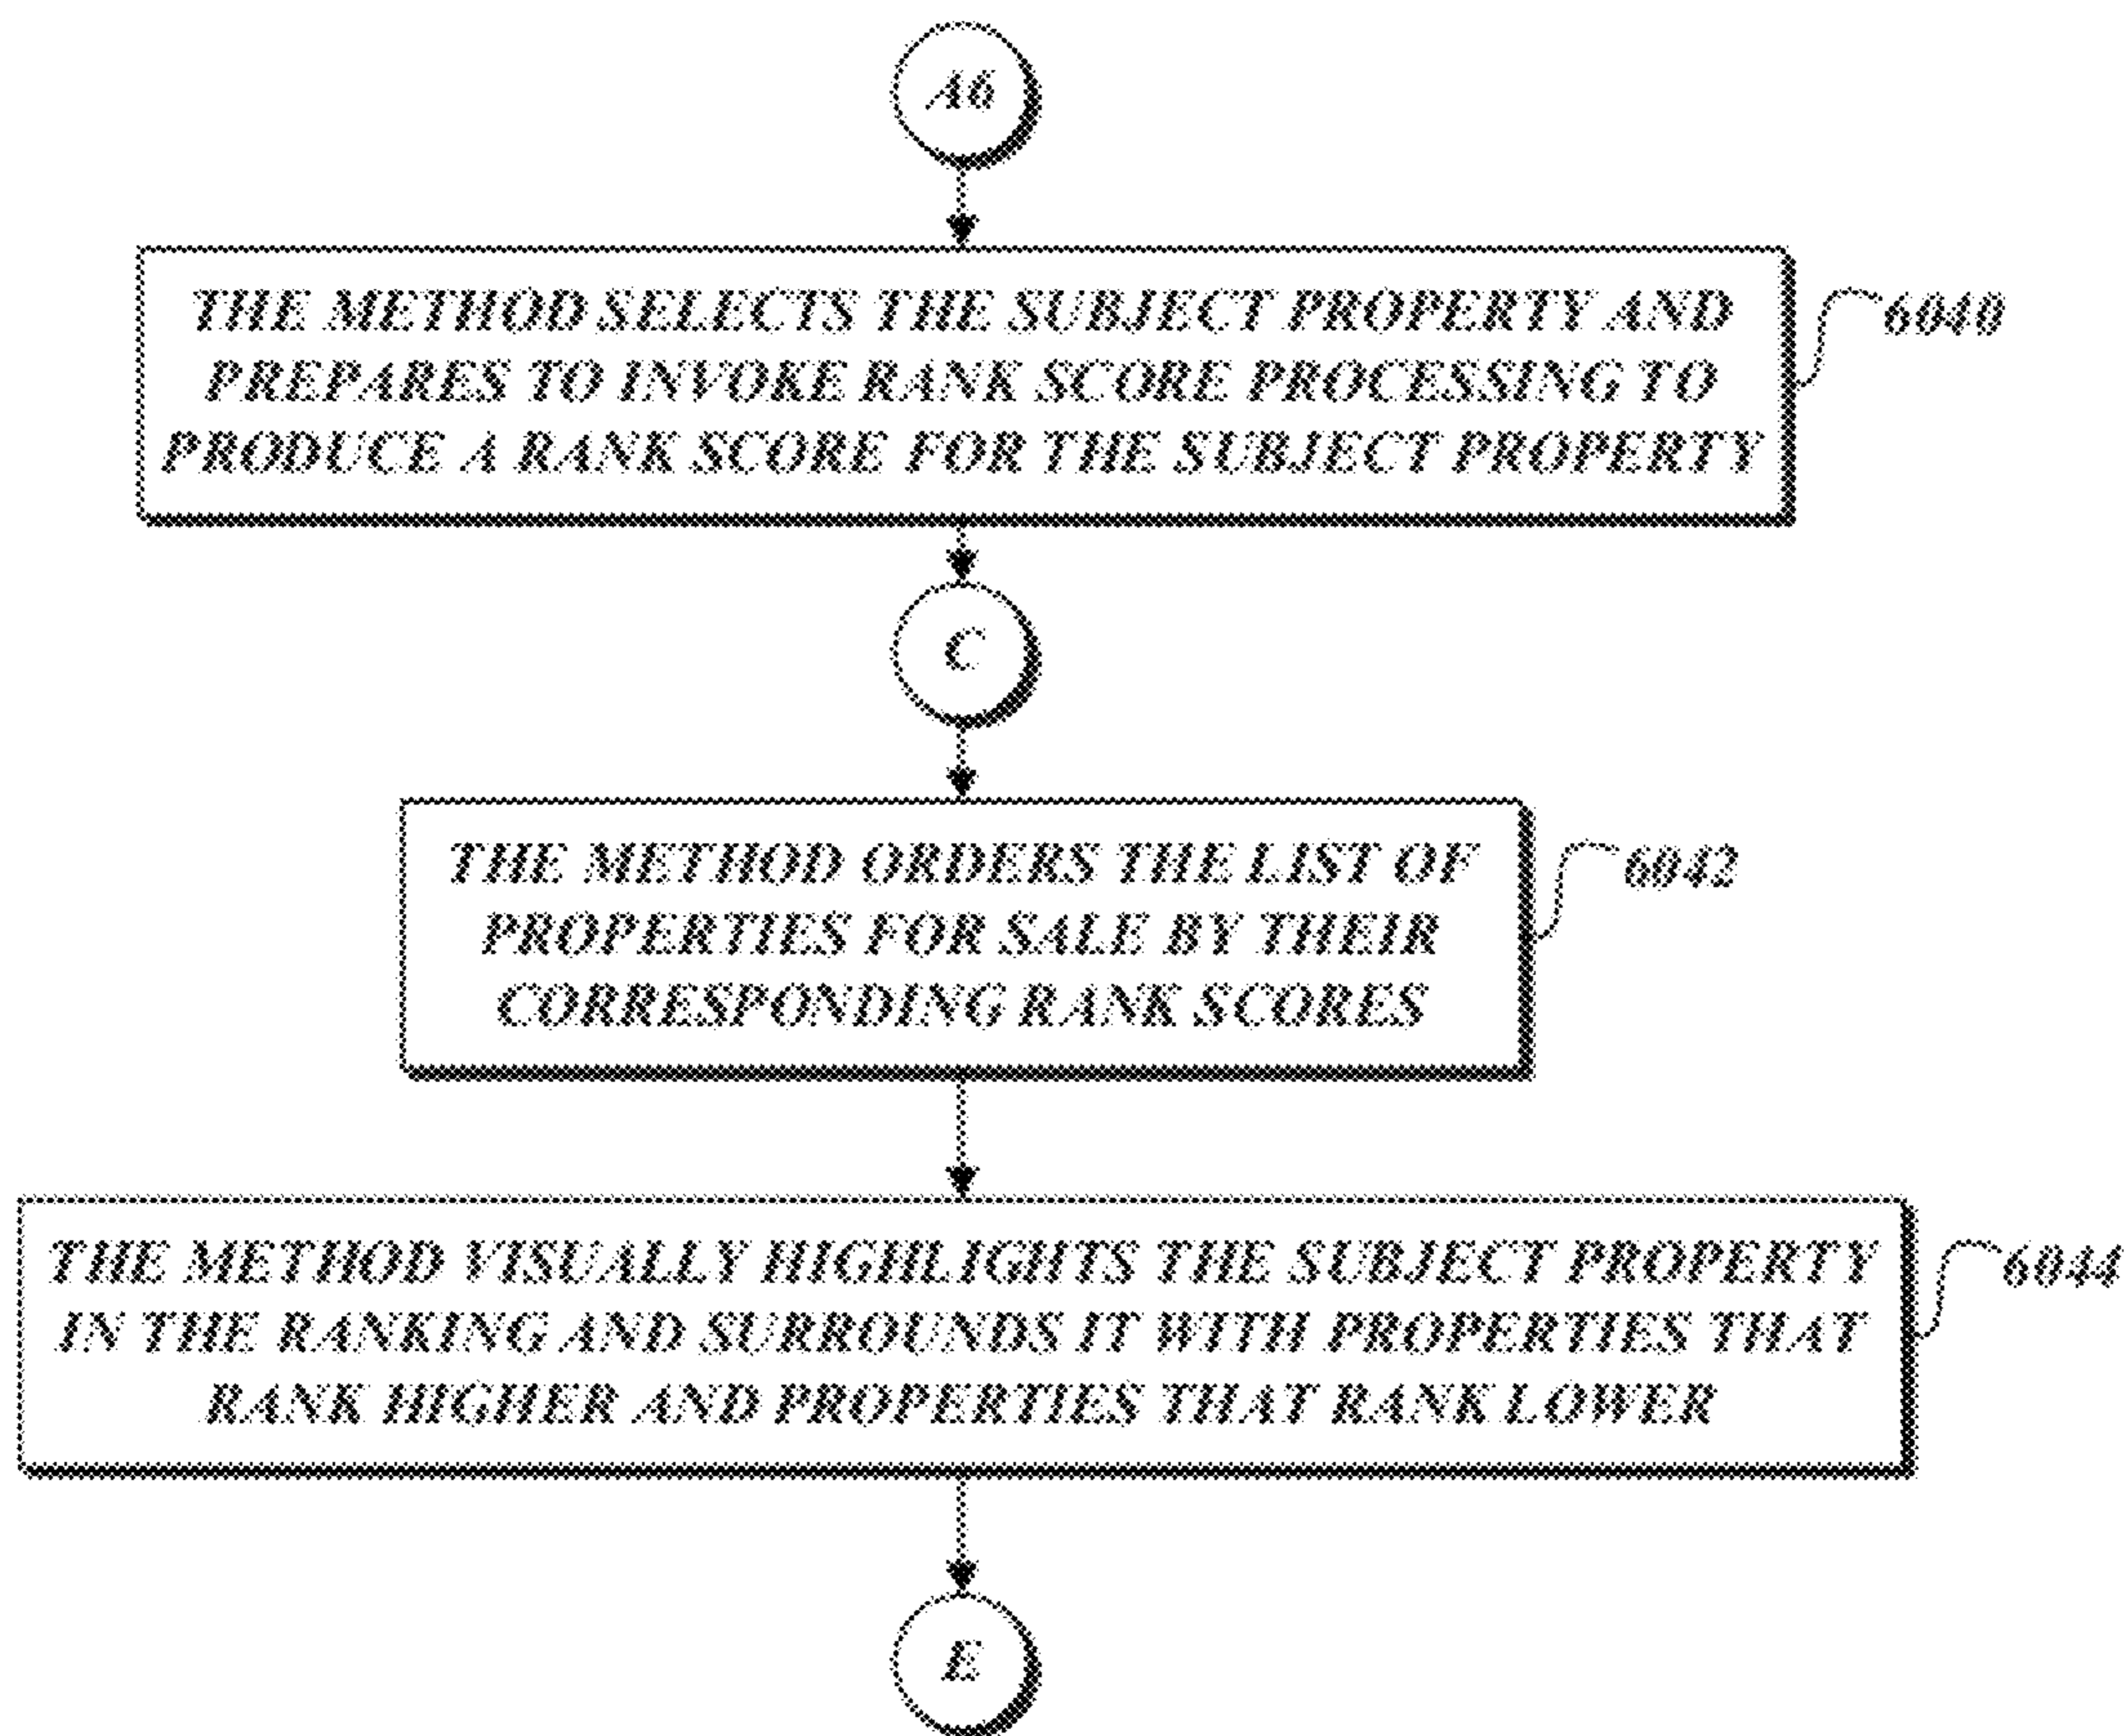 A6
THE METHOD SELECTS THE SUBJECT PROPERTY AND
PREPARES TO INVOKE RANK SCORE PROCESSING TO
PRODUCE A RANK SCORE FOR THE SUBJECT PROPERTY
6040
C
THE METHOD ORDERS THE LIST OF
PROPERTIES FOR SALE BY THEIR
CORRESPONDING RANK SCORES
6042
THE METHOD VISUALLY HIGHLIGHTS THE SUBJECT PROPERTY
IN THE RANKING AND SURROUNDS IT WITH PROPERTIES THAT
RANK HIGHER AND PROPERTIES THAT RANK LOWER
6044
E